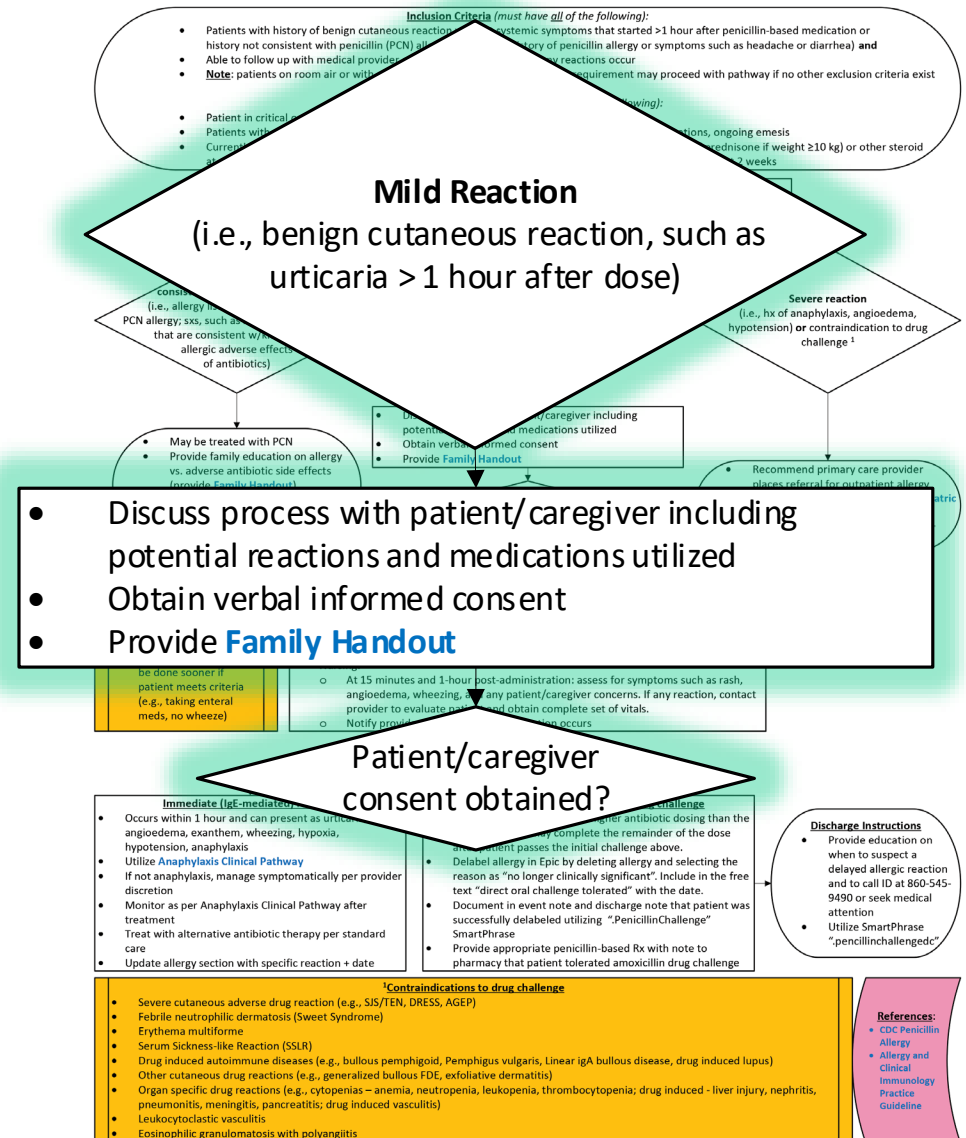 Inclusion Criteria (must have all of the following):
• Patients with history of benign cutaneous reaction systemic symptoms that started >1 hour after penicillin-based medication or
history not consistent with penicillin (PCN) tory of penicillin allergy or symptoms such as headache or diarrhea) and
• Able to follow up with medical provider reactions occur
• Note: patients on room air or with requirement may proceed with pathway if no other exclusion criteria exist
following):
• Patient in critical
• Patients with ongoing emesis
• prednisone if weight ≥10 kg) or other steroid
2 weeks
Mild Reaction
(i.e., benign cutaneous reaction, such as
urticaria > 1 hour after dose)
(i.e., allergy
PCN allergy; sxs, such as
that are consistent
allergic adverse effects
of antibiotics)
Severe reaction
(i.e., hx of anaphylaxis, angioedema,
hypotension) or contraindication to drug
challenge 1
• May be treated with PCN
• Provide family education on allergy
vs. adverse antibiotic side effects
(provide Family Handout)
• /caregiver including
medications utilized
• Obtain verbal informed consent
• Provide Family Handout
• Recommend primary care provider
places referral for outpatient allergy
• Discuss process with patient/caregiver including
potential reactions and medications utilized
• Obtain verbal informed consent
• Provide Family Handout
be done sooner if
patient meets criteria
(e.g., taking enteral
meds, no wheeze)
o At 15 minutes and 1-hour post-administration: assess for symptoms such as rash,
angioedema, wheezing, any patient/caregiver concerns. If any reaction, contact
provider to evaluate and obtain complete set of vitals.
o Notify occurs
Patient/caregiver
consent obtained?
Immediate (IgE-mediated)
• Occurs within 1 hour and can present as
angioedema, exanthem, wheezing, hypoxia,
hypotension, anaphylaxis
• Utilize Anaphylaxis Clinical Pathway
• If not anaphylaxis, manage symptomatically per provider
discretion
• Monitor as per Anaphylaxis Clinical Pathway after
treatment
• Treat with alternative antibiotic therapy per standard
care
• Update allergy section with specific reaction + date
challenge
antibiotic dosing than the
complete the remainder of the dose
patient passes the initial challenge above.
• Delabel allergy in Epic by deleting allergy and selecting the
reason as “no longer clinically significant”. Include in the free
text “direct oral challenge tolerated” with the date.
• Document in event note and discharge note that patient was
successfully delabeled utilizing “.PenicillinChallenge”
SmartPhrase
• Provide appropriate penicillin-based Rx with note to
pharmacy that patient tolerated amoxicillin drug challenge
Discharge Instructions
• Provide education on
when to suspect a
delayed allergic reaction
and to call ID at 860-545-
9490 or seek medical
attention
• Utilize SmartPhrase
“.pencillinchallengedc”
1Contraindications to drug challenge
• Severe cutaneous adverse drug reaction (e.g., SJS/TEN, DRESS, AGEP)
• Febrile neutrophilic dermatosis (Sweet Syndrome)
• Erythema multiforme
• Serum Sickness-like Reaction (SSLR)
• Drug induced autoimmune diseases (e.g., bullous pemphigoid, Pemphigus vulgaris, Linear igA bullous disease, drug induced lupus)
• Other cutaneous drug reactions (e.g., generalized bullous FDE, exfoliative dermatitis)
• Organ specific drug reactions (e.g., cytopenias – anemia, neutropenia, leukopenia, thrombocytopenia; drug induced - liver injury, nephritis,
pneumonitis, meningitis, pancreatitis; drug induced vasculitis)
• Leukocytoclastic vasculitis
• Eosinophilic granulomatosis with polyangiitis
References:
• CDC Penicillin
Allergy
• Allergy and
Clinical
Immunology
Practice
Guideline